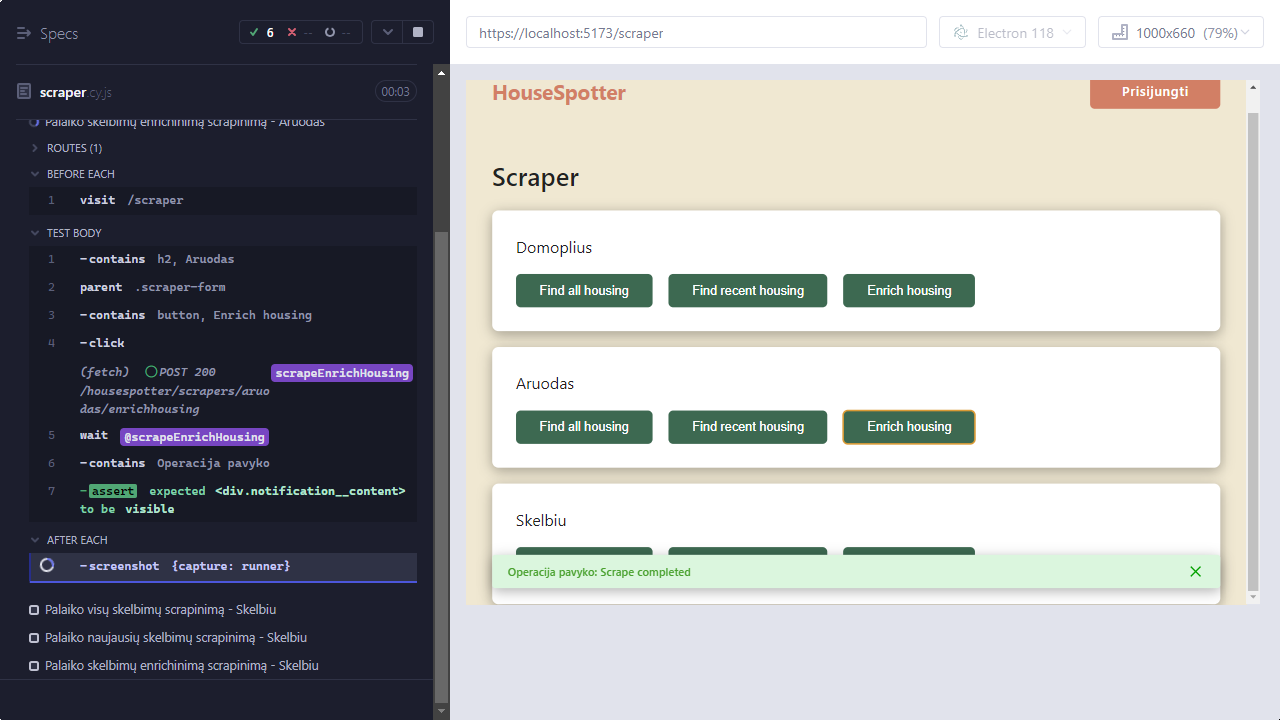 Specs
6
--
--
scraper.cy.js
00:03
Palaiko skelbimų enrichinimą scrapinimą - Aruodas
ROUTES (1)
BEFORE EACH
1 visit /scraper
TEST BODY
1 -contains h2, Aruodas
2 parent .scraper-form
3 -contains button, Enrich housing
4 -click
(fetch) POST 200 scrapeEnrichHousing
/housespotter/scrapers/aruo
das/enrichhousing
5 wait @scrapeEnrichHousing
6 -contains Operacija pavyko
7 -assert expected <div.notification__content>
to be visible
AFTER EACH
-screenshot {capture: runner}
Palaiko visų skelbimų scrapinimą - Skelbiu
Palaiko naujausių skelbimų scrapinimą - Skelbiu
Palaiko skelbimų enrichinimą scrapinimą - Skelbiu
https://localhost:5173/scraper
Electron 118
1000x660 (79%)
HouseSpotter
Prisijungti
Scraper
Domoplius
Find all housing
Find recent housing
Enrich housing
Aruodas
Find all housing
Find recent housing
Enrich housing
Skelbiu
Operacija pavyko: Scrape completed